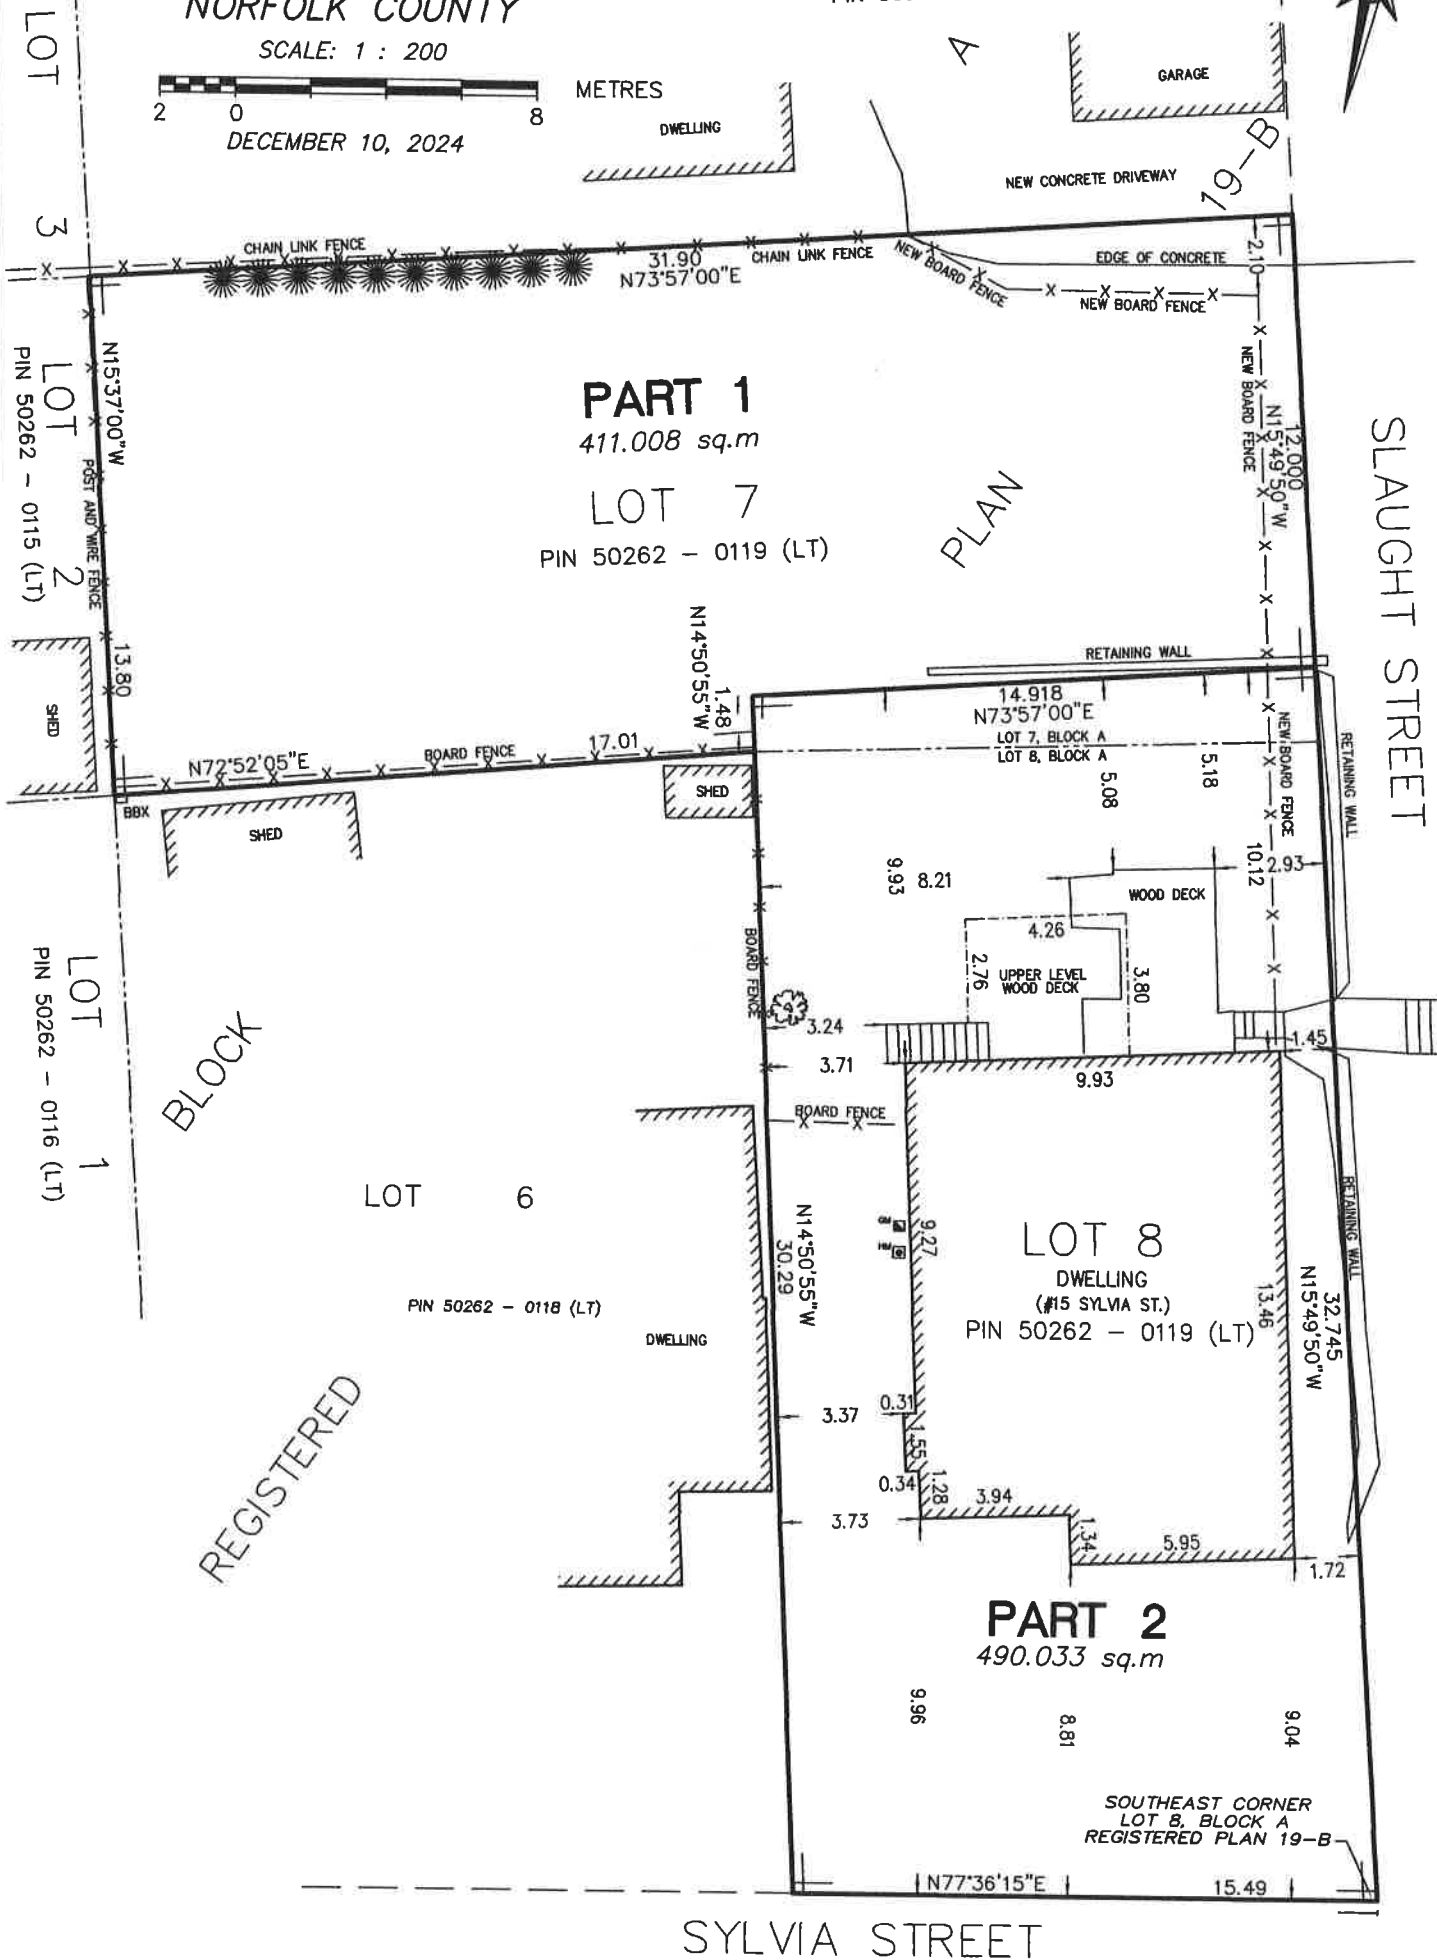 NORFOLK COUNTY
SCALE: 1 : 200
METRES
2 0 8
DECEMBER 10, 2024
LOT 3
DWELLING
A
GARAGE
NEW CONCRETE DRIVEWAY
19-B
CHAIN LINK FENCE
31.90
N73°57'00"E
CHAIN LINK FENCE
NEW BOARD FENCE
EDGE OF CONCRETE
2.10
NEW BOARD FENCE
NEW BOARD FENCE
12.000
N15°49'50"W
SLAUGHT STREET
N15°37'00"W
LOT 2
PIN 50262 - 0115 (LT)
POST AND WIRE FENCE
13.80
PART 1
411.008 sq.m
LOT 7
PIN 50262 - 0119 (LT)
PLAN
N14°50'55"W
1.48
RETAINING WALL
14.918
N73°57'00"E
LOT 7, BLOCK A
LOT 8, BLOCK A
SHED
N72°52'05"E
BOARD FENCE
17.01
BBX
SHED
SHED
5.08
5.18
NEW BOARD FENCE
RETAINING WALL
9.93
8.21
10.12
2.93
WOOD DECK
4.26
2.76
UPPER LEVEL
WOOD DECK
3.80
BOARD FENCE
3.24
3.71
1.45
9.93
BOARD FENCE
LOT 1
PIN 50262 - 0116 (LT)
BLOCK
LOT 6
PIN 50262 - 0118 (LT)
DWELLING
N14°50'55"W
30.29
GM
HM
9.27
LOT 8
DWELLING
(#15 SYLVIA ST.)
PIN 50262 - 0119 (LT)
13.46
32.745
N15°49'50"W
RETAINING WALL
REGISTERED
3.37
0.31
1.55
0.34
1.28
3.94
3.73
1.34
5.95
1.72
PART 2
490.033 sq.m
9.96
8.81
9.04
SOUTHEAST CORNER
LOT 8, BLOCK A
REGISTERED PLAN 19-B
N77°36'15"E
15.49
SYLVIA STREET